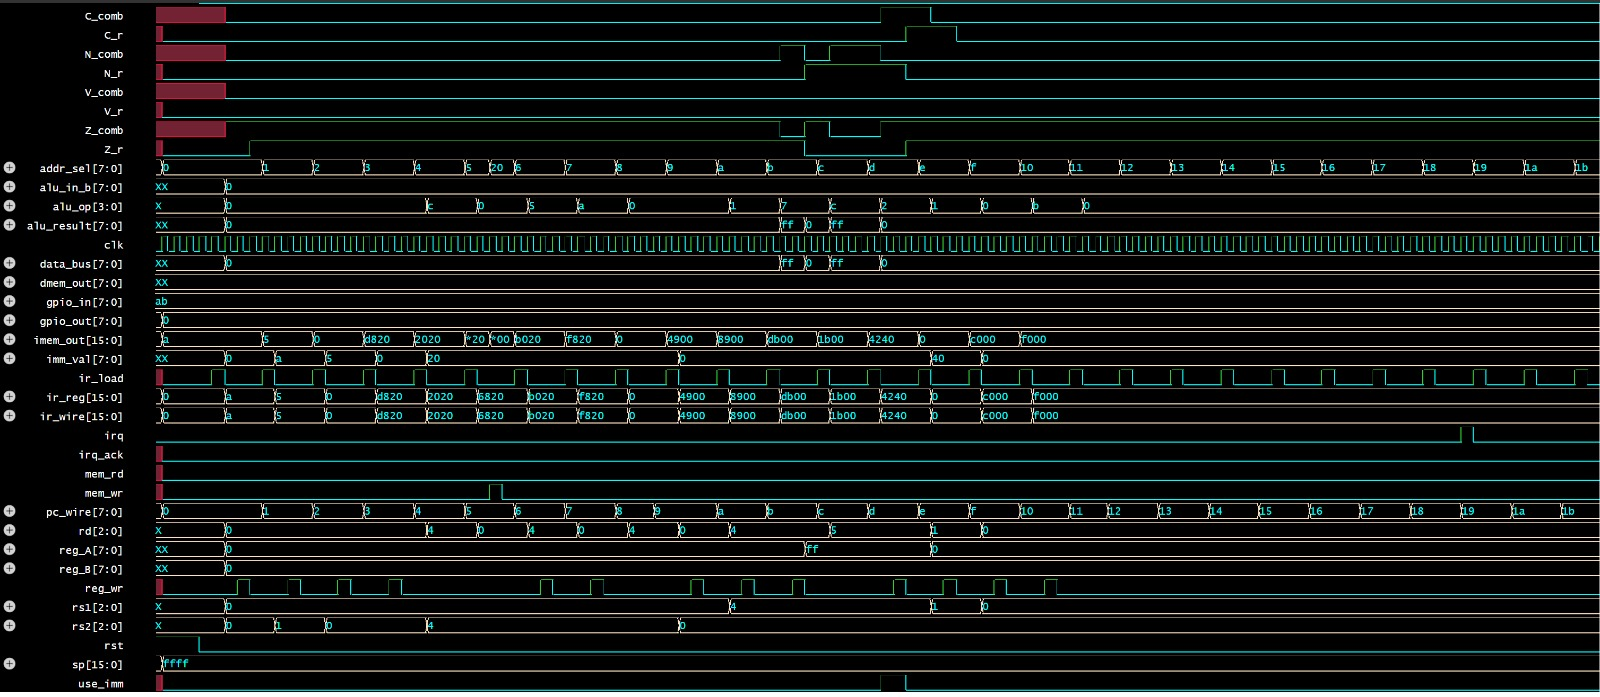 C_comb
C_r
N_comb
N_r
V_comb
V_r
Z_comb
Z_r
addr_sel[7:0] 0 1 2 3 4 5 20 6 7 8 9 a b c d e f 10 11 12 13 14 15 16 17 18 19 1a 1b
alu_in_b[7:0] XX 0
alu_op[3:0] X 0 c 0 5 a 0 1 7 c 2 1 0 b 0
alu_result[7:0] XX 0 ff 0 ff 0
clk
data_bus[7:0] XX 0 ff 0 ff 0
dmem_out[7:0] XX
gpio_in[7:0] ab
gpio_out[7:0] 0
imem_out[15:0] a 5 0 d820 2020 *20 *00 b020 f820 0 4900 8900 db00 1b00 4240 0 c000 f000
imm_val[7:0] XX 0 a 5 0 20 0 40 0
ir_load
ir_reg[15:0] 0 a 5 0 d820 2020 6820 b020 f820 0 4900 8900 db00 1b00 4240 0 c000 f000
ir_wire[15:0] 0 a 5 0 d820 2020 6820 b020 f820 0 4900 8900 db00 1b00 4240 0 c000 f000
irq
irq_ack
mem_rd
mem_wr
pc_wire[7:0] 0 1 2 3 4 5 6 7 8 9 a b c d e f 10 11 12 13 14 15 16 17 18 19 1a 1b
rd[2:0] X 0 4 0 4 0 4 0 4 5 1 0
reg_A[7:0] XX 0 ff 0
reg_B[7:0] XX 0
reg_wr
rs1[2:0] X 0 4 1 0
rs2[2:0] X 0 1 0 4 0
rst
sp[15:0] ffff
use_imm